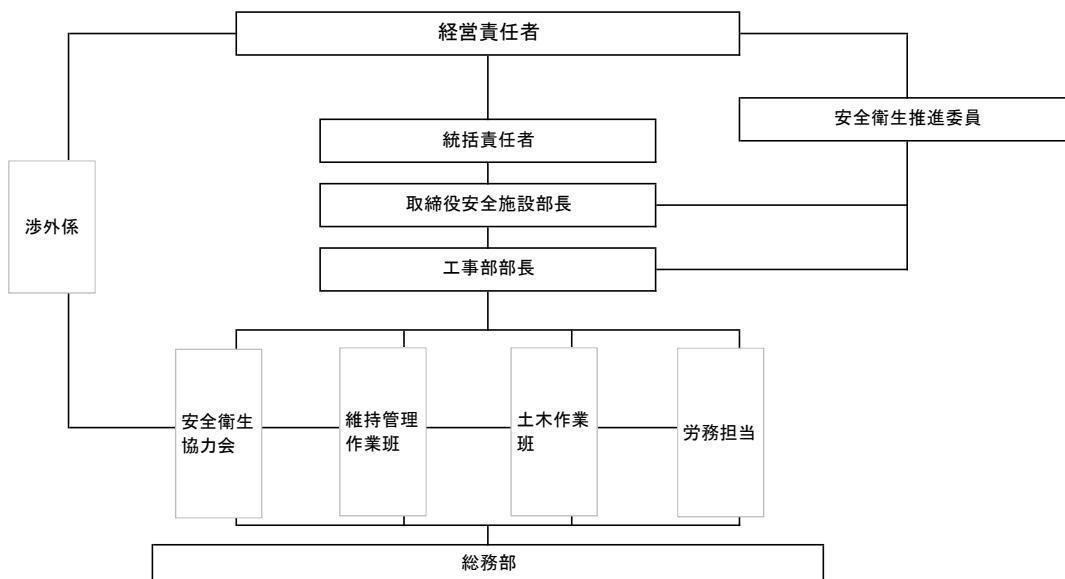 経営責任者
安全衛生推進委員
統括責任者
取締役安全施設部長
渉外係
工事部部長
安全衛生
協力会
維持管理
作業班
土木作業
班
労務担当
総務部